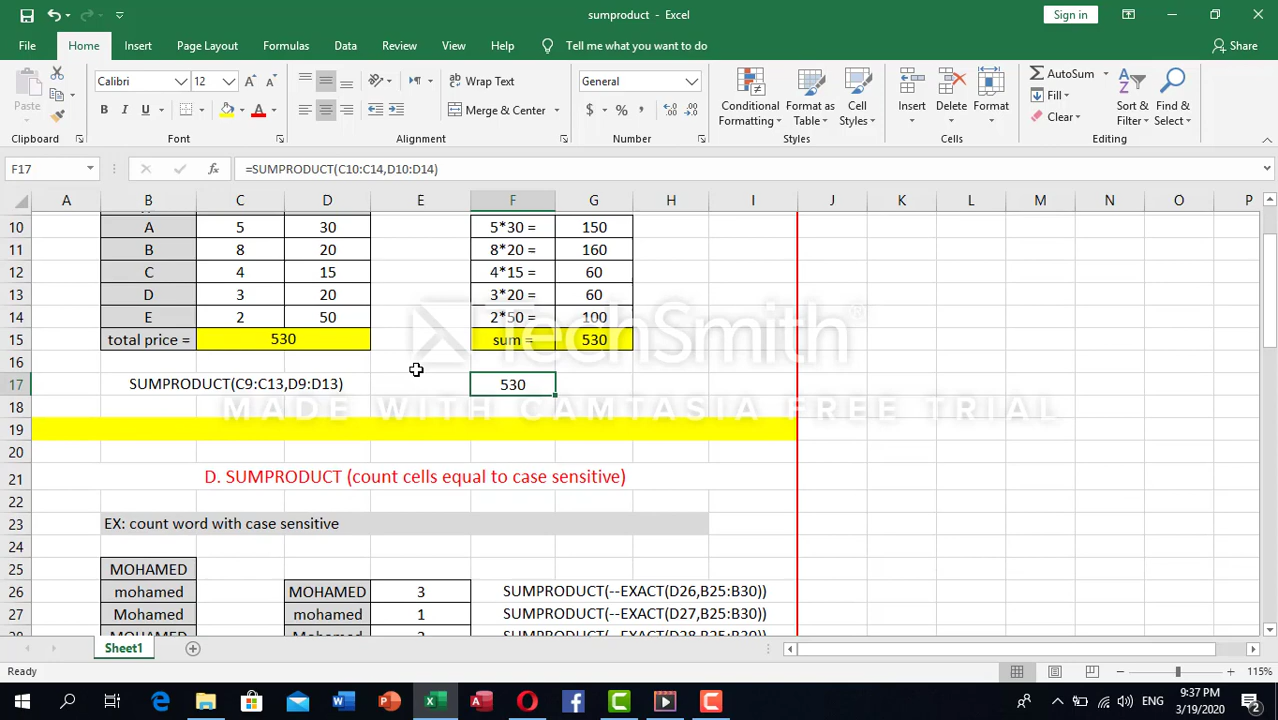 sumproduct - Excel
Sign in
File Home Insert Page Layout Formulas Data Review View Help Tell me what you want to do Share
Calibri 12 Wrap Text General AutoSum
Paste Merge & Center Conditional Formatting Format as Table Cell Styles Insert Delete Format Fill Sort & Filter Find & Select
Clear
Clipboard Font Alignment Number Styles Cells Editing
F17 =SUMPRODUCT(C10:C14,D10:D14)
A B C D E F G H I J K L M N O P
10 A 5 30 5*30 = 150
11 B 8 20 8*20 = 160
12 C 4 15 4*15 = 60
13 D 3 20 3*20 = 60
14 E 2 50 2*50 = 100
15 total price = 530 sum = 530
TechSmith®
16
17 SUMPRODUCT(C9:C13,D9:D13) 530
MADE WITH CAMTASIA FREE TRIAL
18
19
20
21 D. SUMPRODUCT (count cells equal to case sensitive)
22
23 EX: count word with case sensitive
24
25 MOHAMED
26 mohamed MOHAMED 3 SUMPRODUCT(--EXACT(D26,B25:B30))
27 Mohamed mohamed 1 SUMPRODUCT(--EXACT(D27,B25:B30))
28 MOHAMED Mohamed 2 SUMPRODUCT(--EXACT(D28,B25:B30))
Sheet1
Ready 115%
ENG 9:37 PM
3/19/2020
2